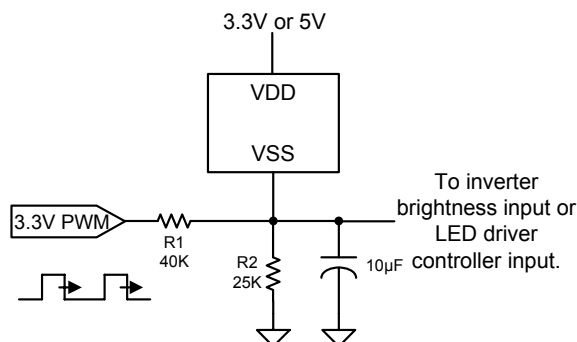 3.3V or 5V
VDD
VSS
3.3V PWM
R1
40K
R2
25K
10µF
To inverter
brightness input or
LED driver
controller input.